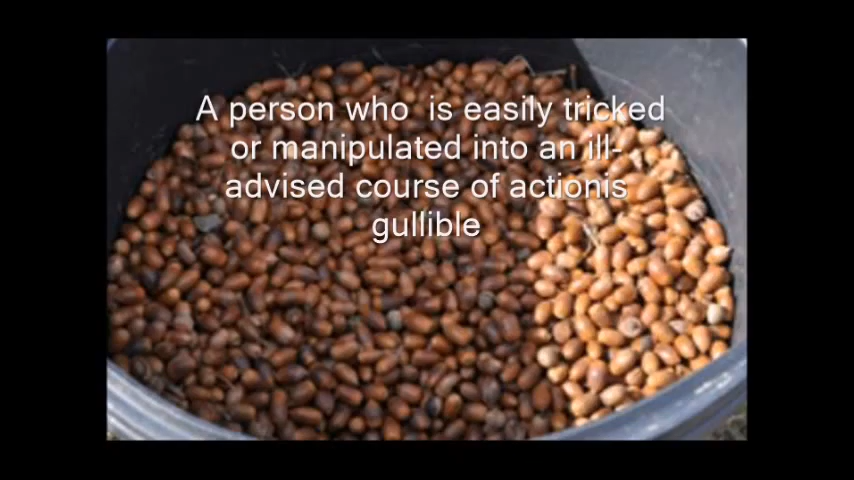 A person who  is easily tricked
or manipulated into an ill-
advised course of actionis
gullible